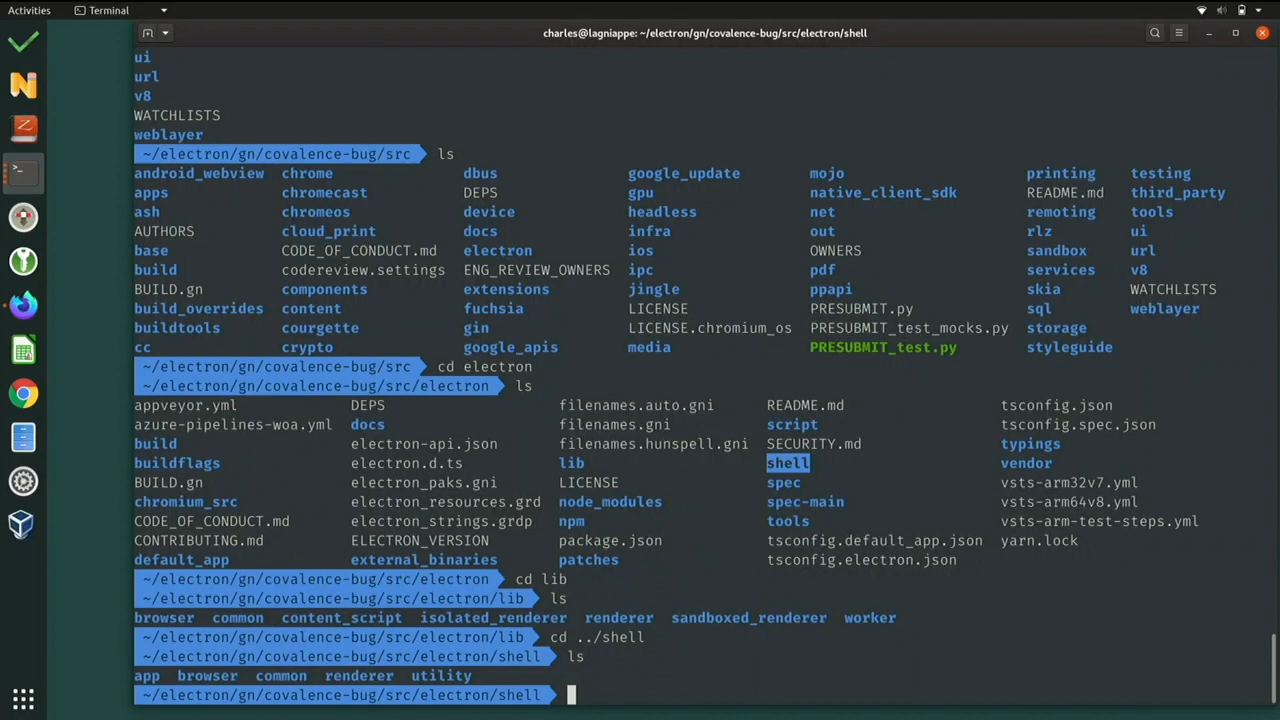 Activities Terminal
charles@lagniappe: ~/electron/gn/covalence-bug/src/electron/shell
ui
url
v8
WATCHLISTS
weblayer
~/electron/gn/covalence-bug/src ls
android_webview chrome dbus google_update mojo printing testing
apps chromecast DEPS gpu native_client_sdk README.md third_party
ash chromeos device headless net remoting tools
AUTHORS cloud_print docs infra out rlz ui
base CODE_OF_CONDUCT.md electron ios OWNERS sandbox url
build codereview.settings ENG_REVIEW_OWNERS ipc pdf services v8
BUILD.gn components extensions jingle ppapi skia WATCHLISTS
build_overrides content fuchsia LICENSE PRESUBMIT.py sql weblayer
buildtools courgette gin LICENSE.chromium_os PRESUBMIT_test_mocks.py storage
cc crypto google_apis media PRESUBMIT_test.py styleguide
~/electron/gn/covalence-bug/src cd electron
~/electron/gn/covalence-bug/src/electron ls
appveyor.yml DEPS filenames.auto.gni README.md tsconfig.json
azure-pipelines-woa.yml docs filenames.gni script tsconfig.spec.json
build electron-api.json filenames.hunspell.gni SECURITY.md typings
buildflags electron.d.ts lib shell vendor
BUILD.gn electron_paks.gni LICENSE spec vsts-arm32v7.yml
chromium_src electron_resources.grd node_modules spec-main vsts-arm64v8.yml
CODE_OF_CONDUCT.md electron_strings.grdp npm tools vsts-arm-test-steps.yml
CONTRIBUTING.md ELECTRON_VERSION package.json tsconfig.default_app.json yarn.lock
default_app external_binaries patches tsconfig.electron.json
~/electron/gn/covalence-bug/src/electron cd lib
~/electron/gn/covalence-bug/src/electron/lib ls
browser common content_script isolated_renderer renderer sandboxed_renderer worker
~/electron/gn/covalence-bug/src/electron/lib cd ../shell
~/electron/gn/covalence-bug/src/electron/shell ls
app browser common renderer utility
~/electron/gn/covalence-bug/src/electron/shell